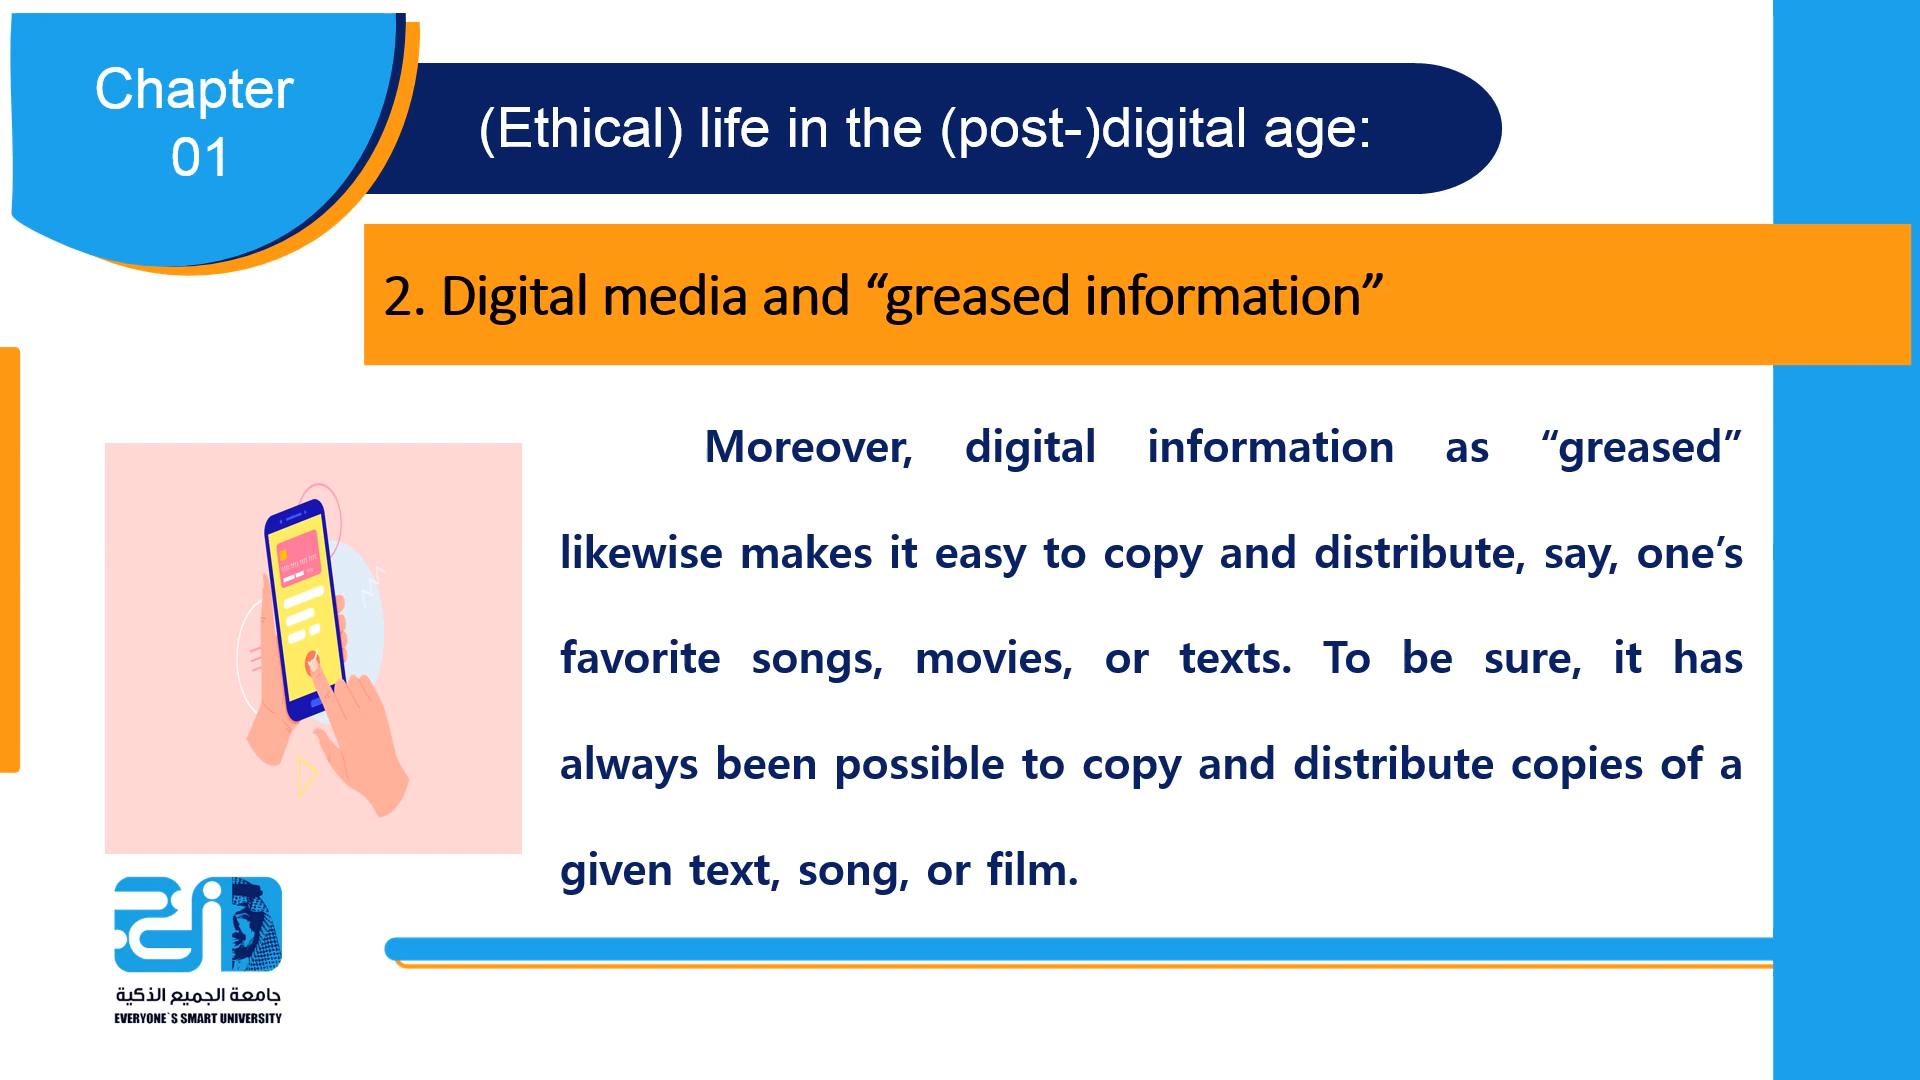 Chapter
01
(Ethical) life in the (post-)digital age:
2. Digital media and “greased information”
Moreover, digital information as “greased”
likewise makes it easy to copy and distribute, say, one’s
favorite songs, movies, or texts. To be sure, it has
always been possible to copy and distribute copies of a
given text, song, or film.
جامعة الجميع الذكية
EVERYONE`S SMART UNIVERSITY